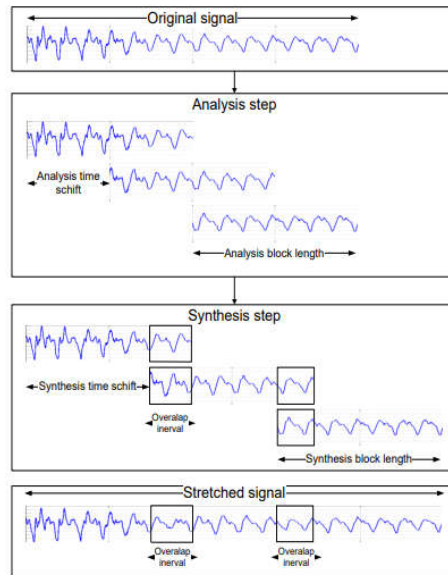 Original signal
Analysis step
Analysis time
schift
Analysis block length
Synthesis step
Synthesis time schift
Overalap
inerval
Synthesis block length
Stretched signal
Overalap
inerval
Overalap
inerval